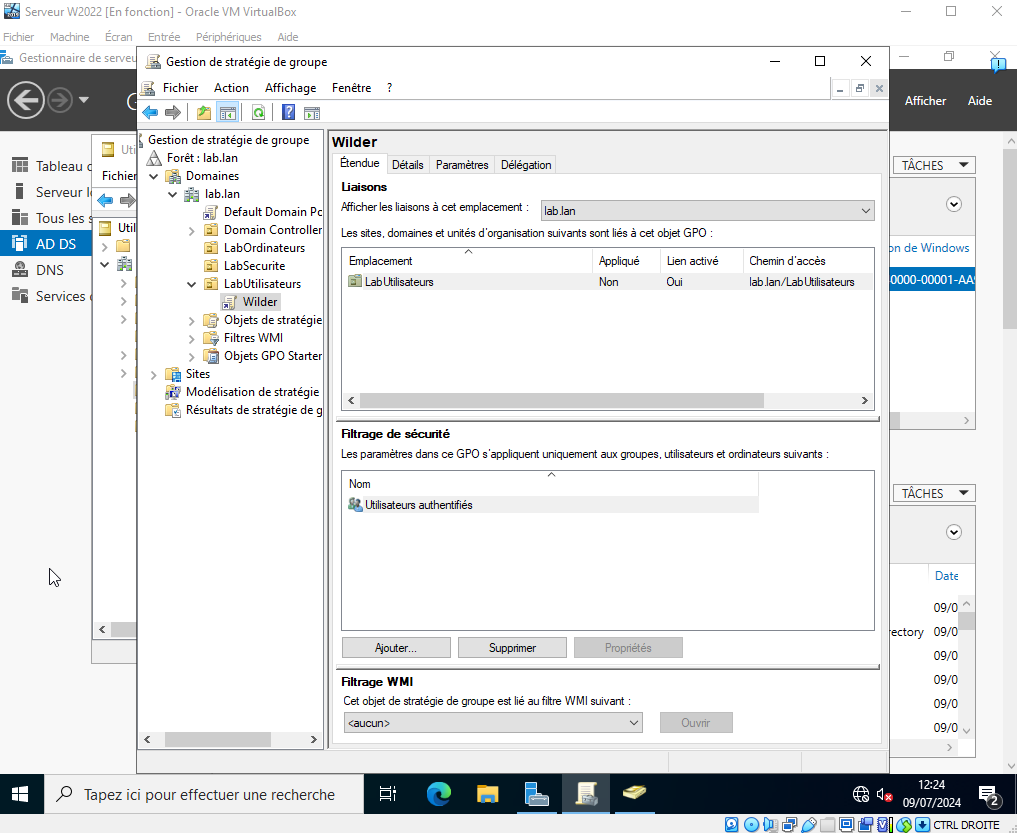 Serveur W2022 [En fonction] - Oracle VM VirtualBox
Fichier Machine Écran Entrée Périphériques Aide
Gestionnaire de serveu
Gestion de stratégie de groupe
Fichier Action Affichage Fenêtre ?
Afficher Aide
Tableau
Serveur
Tous les s
AD DS
DNS
Services
Uti
Fichier
Util
Gestion de stratégie de groupe
Forêt : lab.lan
Domaines
lab.lan
Default Domain Po
Domain Controller
LabOrdinateurs
LabSecurite
LabUtilisateurs
Wilder
Objets de stratégie
Filtres WMI
Objets GPO Starter
Sites
Modélisation de stratégie
Résultats de stratégie de g
Wilder
Étendue Détails Paramètres Délégation
Liaisons
Afficher les liaisons à cet emplacement : lab.lan
Les sites, domaines et unités d'organisation suivants sont liés à cet objet GPO :
Emplacement Appliqué Lien activé Chemin d'accès
LabUtilisateurs Non Oui lab.lan/LabUtilisateurs
Filtrage de sécurité
Les paramètres dans ce GPO s'appliquent uniquement aux groupes, utilisateurs et ordinateurs suivants :
Nom
Utilisateurs authentifiés
Ajouter... Supprimer Propriétés
Filtrage WMI
Cet objet de stratégie de groupe est lié au filtre WMI suivant :
<aucun> Ouvrir
TÂCHES
on de Windows
0000-00001-AA
TÂCHES
Date
09/0
ectory 09/0
09/0
09/0
09/0
09/0
Tapez ici pour effectuer une recherche
12:24
09/07/2024
2
CTRL DROITE